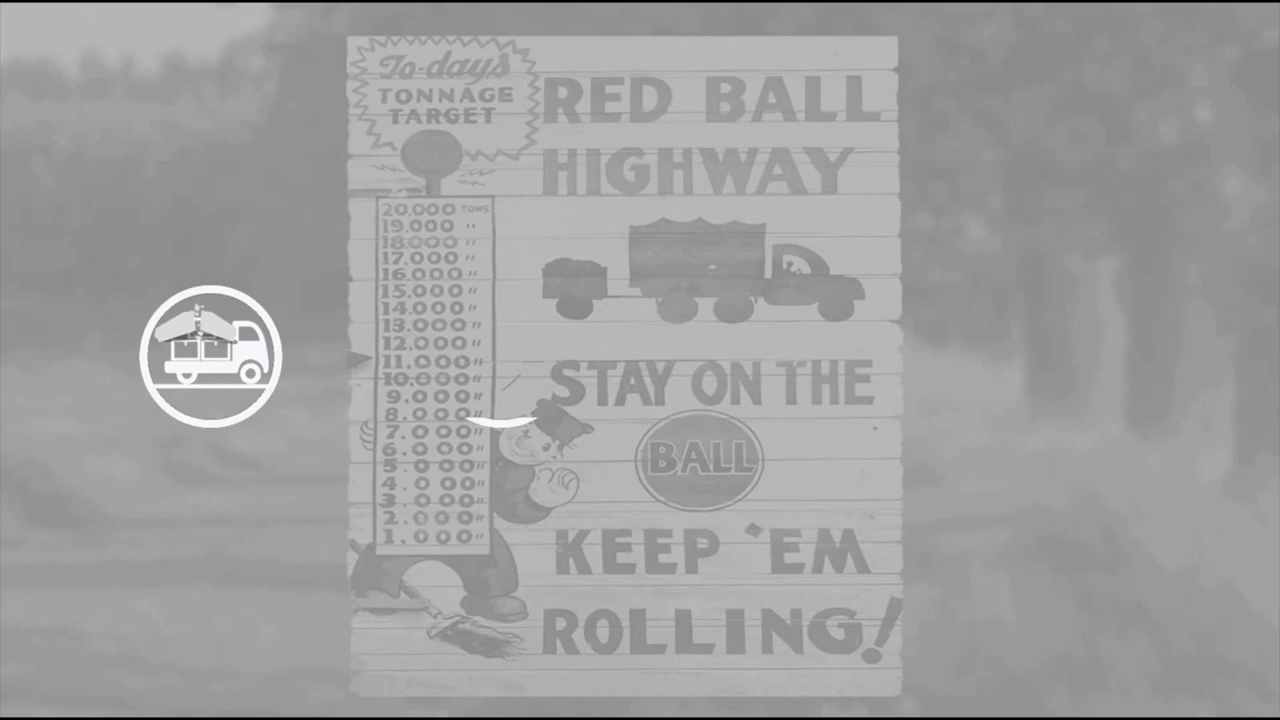 To-day's
TONNAGE
TARGET
RED BALL
HIGHWAY
20.000 TONS
19.000 "
18.000 "
17.000 "
16.000 "
15.000 "
14.000 "
13.000 "
12.000 "
11.000 "
10.000 "
9.000 "
8.000 "
7.000 "
6.000 "
5.000 "
4.000 "
3.000 "
2.000 "
1.000 "
STAY ON THE
BALL
KEEP 'EM
ROLLING!